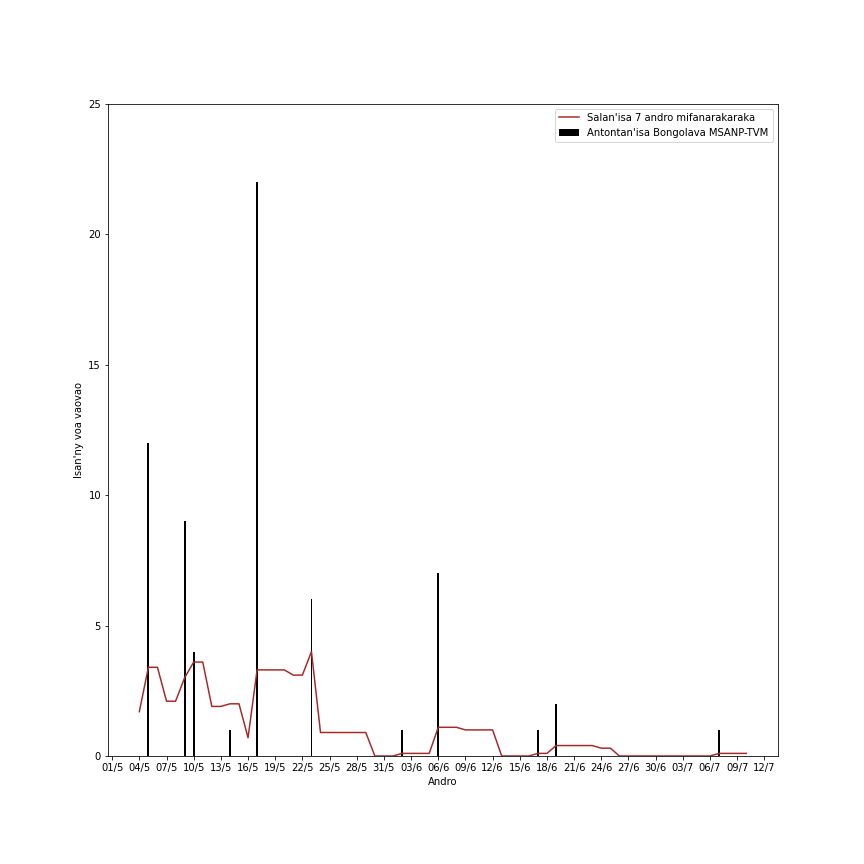 25
Salan'isa 7 andro mifanarakaraka
Antontan'isa Bongolava MSANP-TVM
20
15
Isan'ny voa vaovao
10
5
0
01/5 04/5 07/5 10/5 13/5 16/5 19/5 22/5 25/5 28/5 31/5 03/6 06/6 09/6 12/6 15/6 18/6 21/6 24/6 27/6 30/6 03/7 06/7 09/7 12/7
Andro